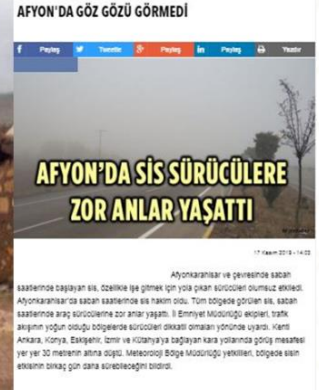 AFYON'DA GÖZ GÖZÜ GÖRMEDİ
Paylaş Tweetle Paylaş Paylaş Yazdır
AFYON'DA SİS SÜRÜCÜLERE
ZOR ANLAR YAŞATTI
17 Kasım 2018 - 14:02
Afyonkarahisar ve çevresinde sabah
saatlerinde başlayan sis, özellikle işe gitmek için yola çıkan sürücüleri olumsuz etkiledi.
Afyonkarahisar'da sabah saatlerinde sis hakim oldu. Tüm bölgede görülen sis, sabah
saatlerinde araç sürücülerine zor anlar yaşattı. İl Emniyet Müdürlüğü ekipleri, trafik
akışının yoğun olduğu bölgelerde sürücüleri dikkatli olmaları yönünde uyardı. Kenti
Ankara, Konya, Eskişehir, İzmir ve Kütahya'ya bağlayan kara yollarında görüş mesafesi
yer yer 30 metrenin altına düştü. Meteoroloji Bölge Müdürlüğü yetkilileri, bölgede sisin
etkisinin birkaç gün daha sürebileceğini bildirdi.